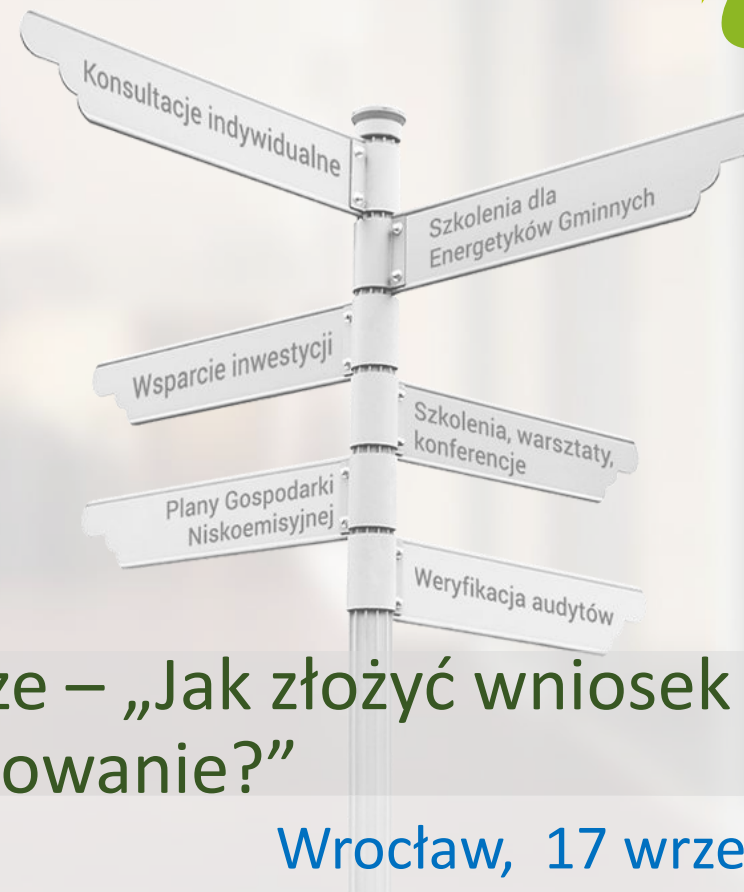 Konsultacje indywidualne
Szkolenia dla
Energetyków Gminnych
Wsparcie inwestycji
Szkolenia, warsztaty,
konferencje
Plany Gospodarki
Niskoemisyjnej
Weryfikacja audytów
ze – „Jak złożyć wniosek
owanie?”
Wrocław, 17 wrze